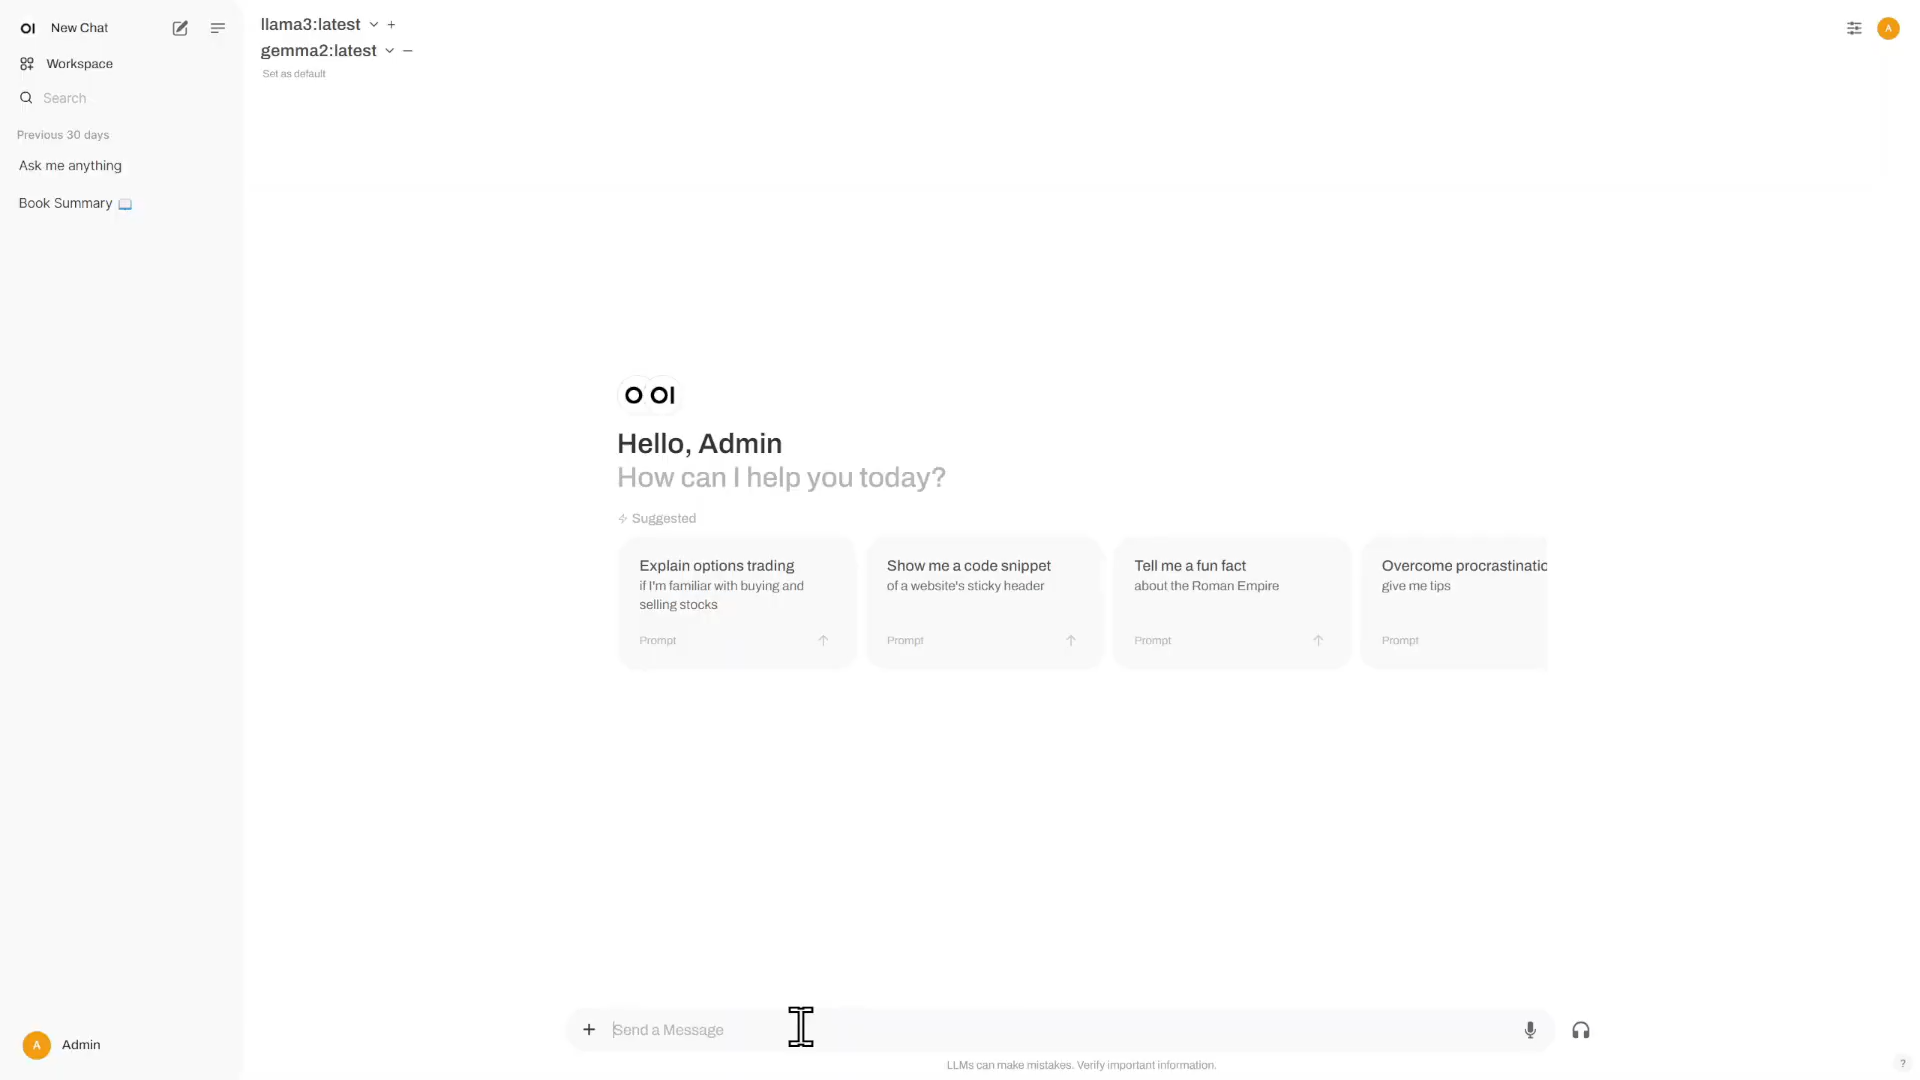 OI New Chat
Workspace
Search
Previous 30 days
Ask me anything
Book Summary
A Admin
llama3:latest
gemma2:latest
Set as default
A
O OI
Hello, Admin
How can I help you today?
Suggested
Explain options trading
if I'm familiar with buying and
selling stocks
Prompt
Show me a code snippet
of a website's sticky header
Prompt
Tell me a fun fact
about the Roman Empire
Prompt
Overcome procrastinatio
give me tips
Prompt
Send a Message
LLMs can make mistakes. Verify important information.
?